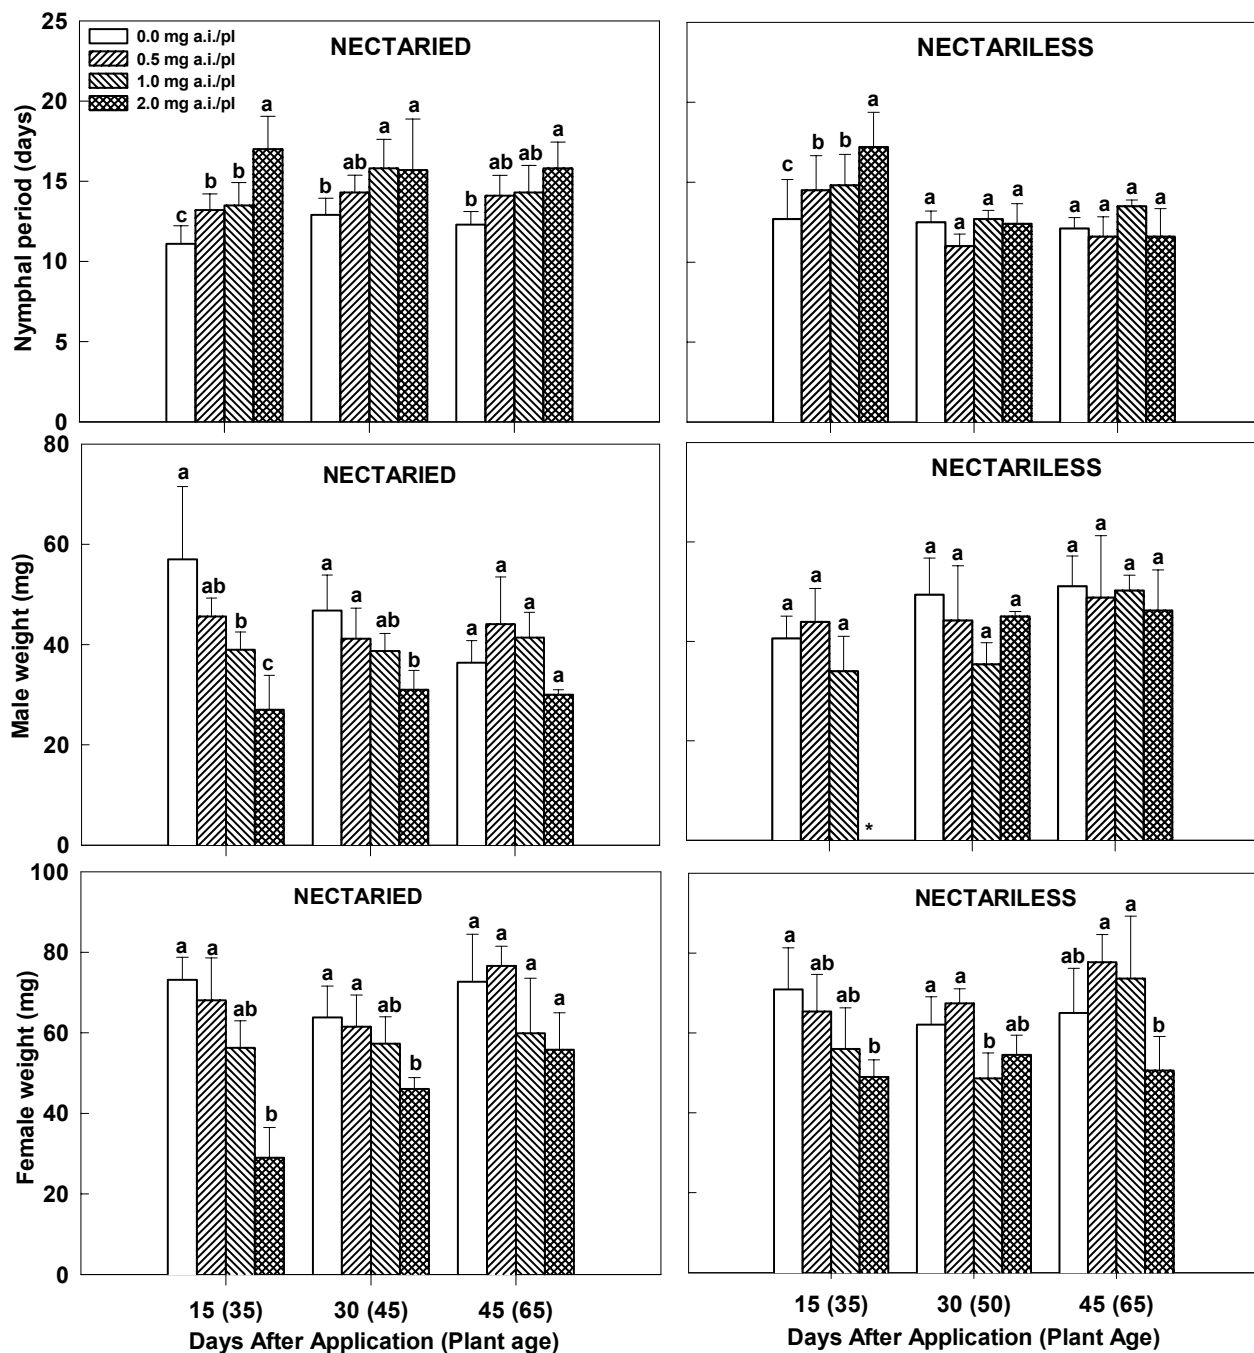 25
20
15
10
5
0
Nymphal period (days)
0.0 mg a.i./pl
0.5 mg a.i./pl
1.0 mg a.i./pl
2.0 mg a.i./pl
NECTARIED
c b b a
b ab a a
b ab ab a
NECTARILESS
c b b a
a a a a
a a a a
80
60
40
20
0
Male weight (mg)
NECTARIED
a ab b c
a a ab b
a a a a
NECTARILESS
a a a *
a a a a
a a a a
100
80
60
40
20
0
Female weight (mg)
NECTARIED
a a ab b
a a ab b
a a a a
15 (35) 30 (45) 45 (65)
Days After Application (Plant age)
NECTARILESS
a ab ab b
a a b ab
ab a a b
15 (35) 30 (50) 45 (65)
Days After Application (Plant Age)